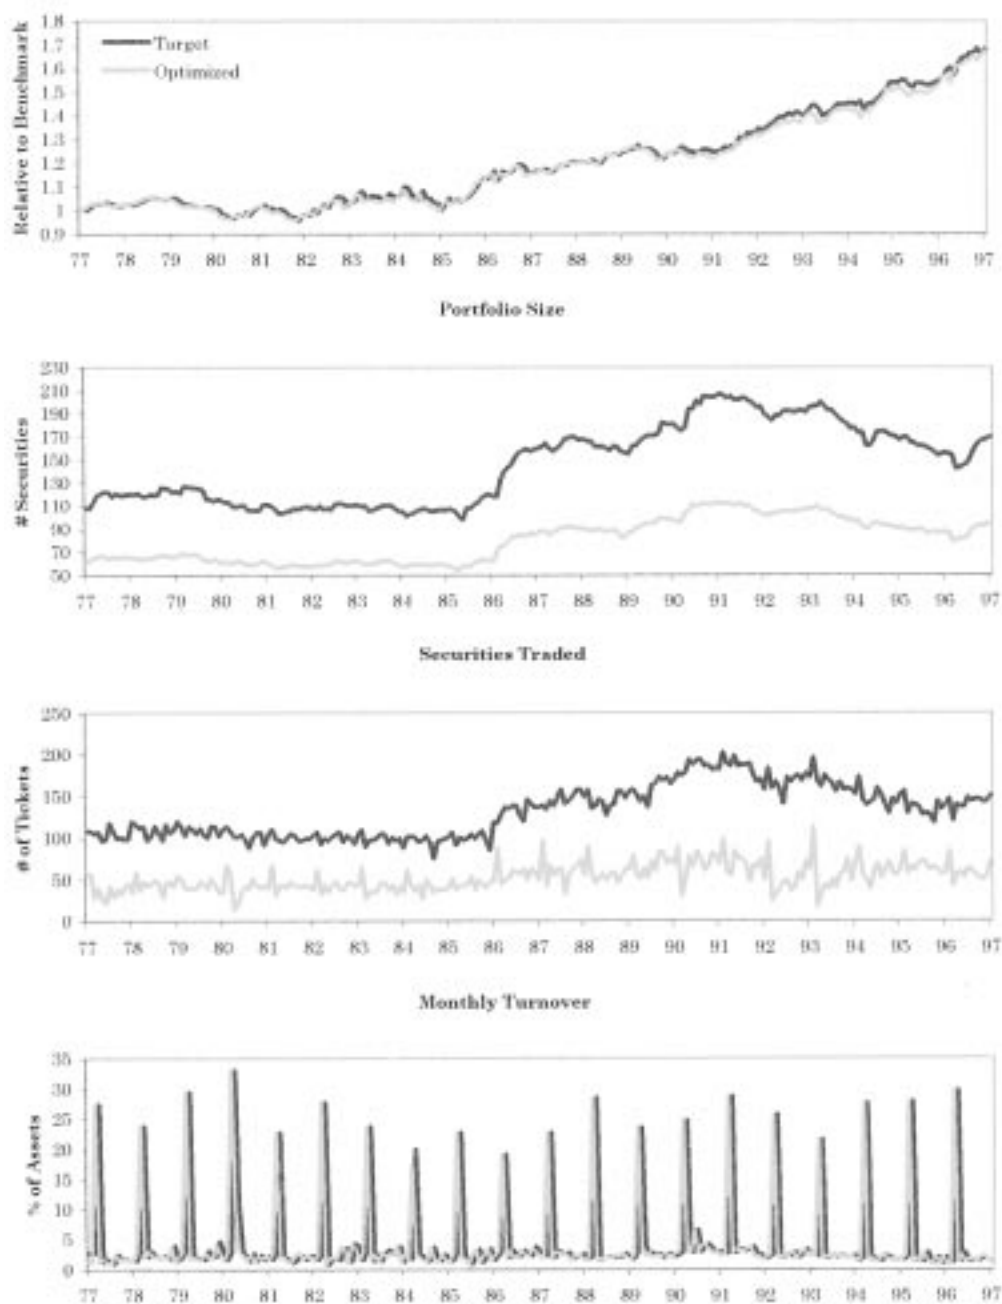 1.8
1.7
1.6
1.5
1.4
1.3
1.2
1.1
1
0.9
Relative to Benchmark
Target
Optimized
77 78 79 80 81 82 83 84 85 86 87 88 89 90 91 92 93 94 95 96 97
Portfolio Size
230
210
190
170
150
130
110
90
70
50
# Securities
77 78 79 80 81 82 83 84 85 86 87 88 89 90 91 92 93 94 95 96 97
Securities Traded
250
200
150
100
50
0
# of Tickets
77 78 79 80 81 82 83 84 85 86 87 88 89 90 91 92 93 94 95 96 97
Monthly Turnover
35
30
25
20
15
10
5
0
% of Assets
77 78 79 80 81 82 83 84 85 86 87 88 89 90 91 92 93 94 95 96 97